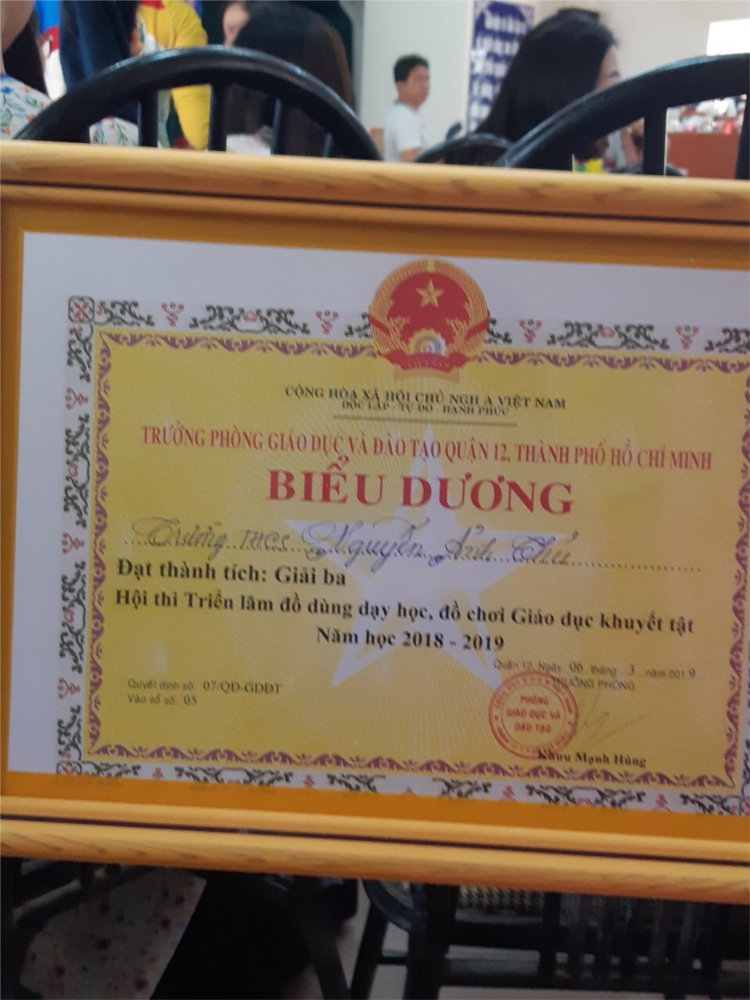 CỘNG HÒA XÃ HỘI CHỦ NGHĨA VIỆT NAM
ĐỘC LẬP - TỰ DO - HẠNH PHÚC
TRƯỞNG PHÒNG GIÁO DỤC VÀ ĐÀO TẠO QUẬN 12, THÀNH PHỐ HỒ CHÍ MINH
BIỂU DƯƠNG
Trường THCS Nguyễn Ảnh Thủ
Đạt thành tích: Giải ba
Hội thi Triển lãm đồ dùng dạy học, đồ chơi Giáo dục khuyết tật
Năm học 2018 - 2019
Quận 12, Ngày 06 tháng 3 năm 2019
TRƯỞNG PHÒNG
Quyết định số: 07/QĐ-GDĐT
Vào sổ số: 05
PHÒNG
GIÁO DỤC VÀ
ĐÀO TẠO
Khưu Mạnh Hùng